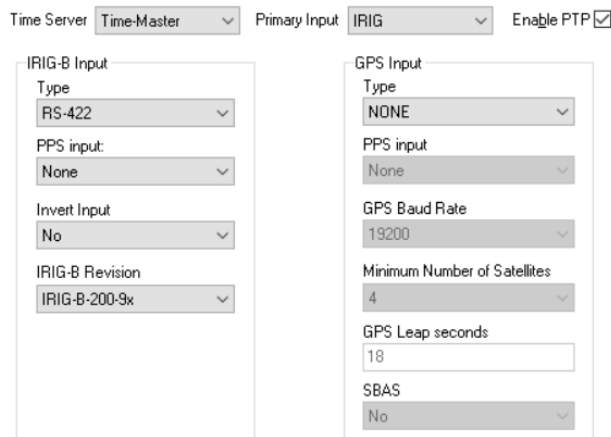 Time Server Time-Master Primary Input IRIG Enable PTP
IRIG-B Input
Type
RS-422
PPS input:
None
Invert Input
No
IRIG-B Revision
IRIG-B-200-9x
GPS Input
Type
NONE
PPS input
None
GPS Baud Rate
19200
Minimum Number of Satellites
4
GPS Leap seconds
18
SBAS
No